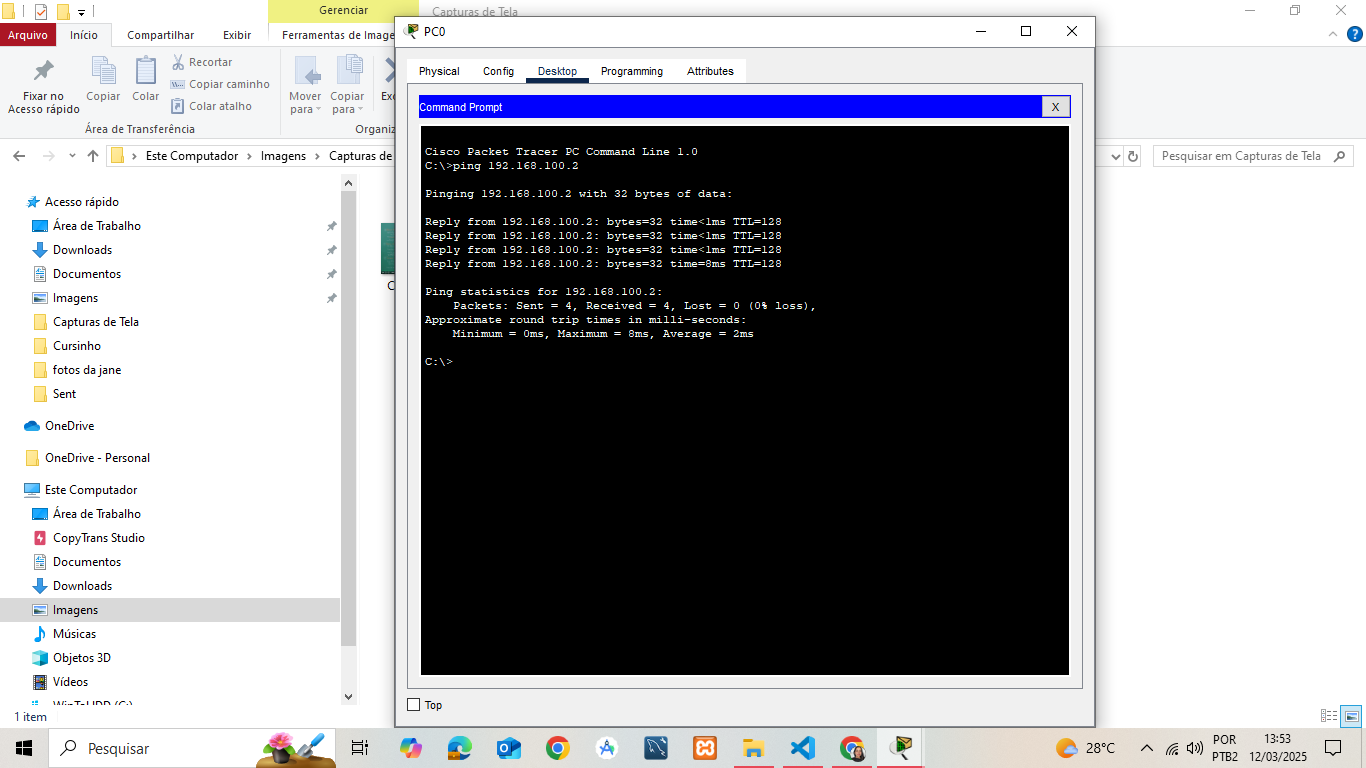 Gerenciar
Capturas de Tela
Arquivo
Início
Compartilhar
Exibir
Ferramentas de Image
Fixar no
Acesso rápido
Copiar
Colar
Recortar
Copiar caminho
Colar atalho
Mover
para
Copiar
para
Área de Transferência
Organiz
Este Computador
Imagens
Capturas de
Pesquisar em Capturas de Tela
Acesso rápido
Área de Trabalho
Downloads
Documentos
Imagens
Capturas de Tela
Cursinho
fotos da jane
Sent
OneDrive
OneDrive - Personal
Este Computador
Área de Trabalho
CopyTrans Studio
Documentos
Downloads
Imagens
Músicas
Objetos 3D
Vídeos
1 item
PC0
Physical
Config
Desktop
Programming
Attributes
Command Prompt
X
Cisco Packet Tracer PC Command Line 1.0
C:\>ping 192.168.100.2
Pinging 192.168.100.2 with 32 bytes of data:
Reply from 192.168.100.2: bytes=32 time<1ms TTL=128
Reply from 192.168.100.2: bytes=32 time<1ms TTL=128
Reply from 192.168.100.2: bytes=32 time<1ms TTL=128
Reply from 192.168.100.2: bytes=32 time=8ms TTL=128
Ping statistics for 192.168.100.2:
Packets: Sent = 4, Received = 4, Lost = 0 (0% loss),
Approximate round trip times in milli-seconds:
Minimum = 0ms, Maximum = 8ms, Average = 2ms
C:\>
Top
Pesquisar
28°C
POR
PTB2
13:53
12/03/2025